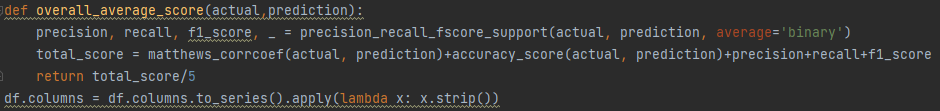 def overall_average_score(actual,prediction):
    precision, recall, f1_score, _ = precision_recall_fscore_support(actual, prediction, average='binary')
    total_score = matthews_corrcoef(actual, prediction)+accuracy_score(actual, prediction)+precision+recall+f1_score
    return total_score/5
df.columns = df.columns.to_series().apply(lambda x: x.strip())